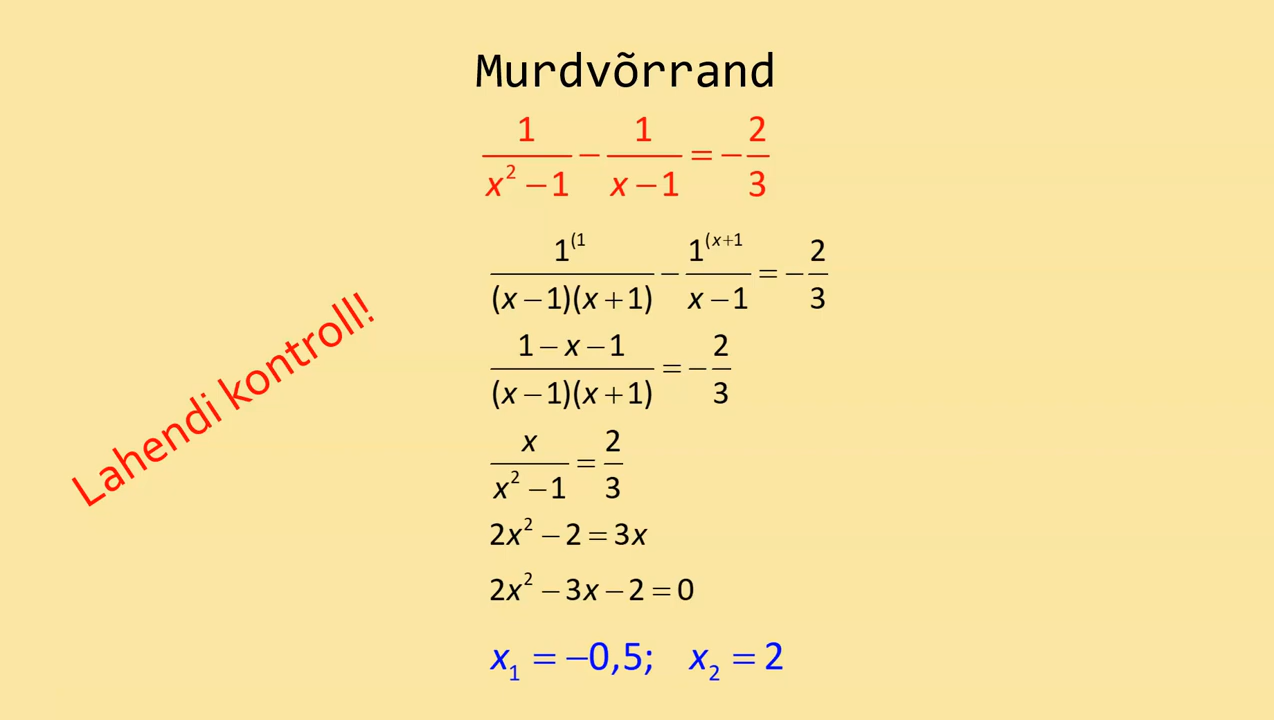 Murdvõrrand
1/(x² − 1) − 1/(x − 1) = −2/3
1⁽¹/((x − 1)(x + 1)) − 1⁽ˣ⁺¹/(x − 1) = −2/3
(1 − x − 1)/((x − 1)(x + 1)) = −2/3
x/(x² − 1) = 2/3
2x² − 2 = 3x
2x² − 3x − 2 = 0
x₁ = −0,5; x₂ = 2
Lahendi kontroll!